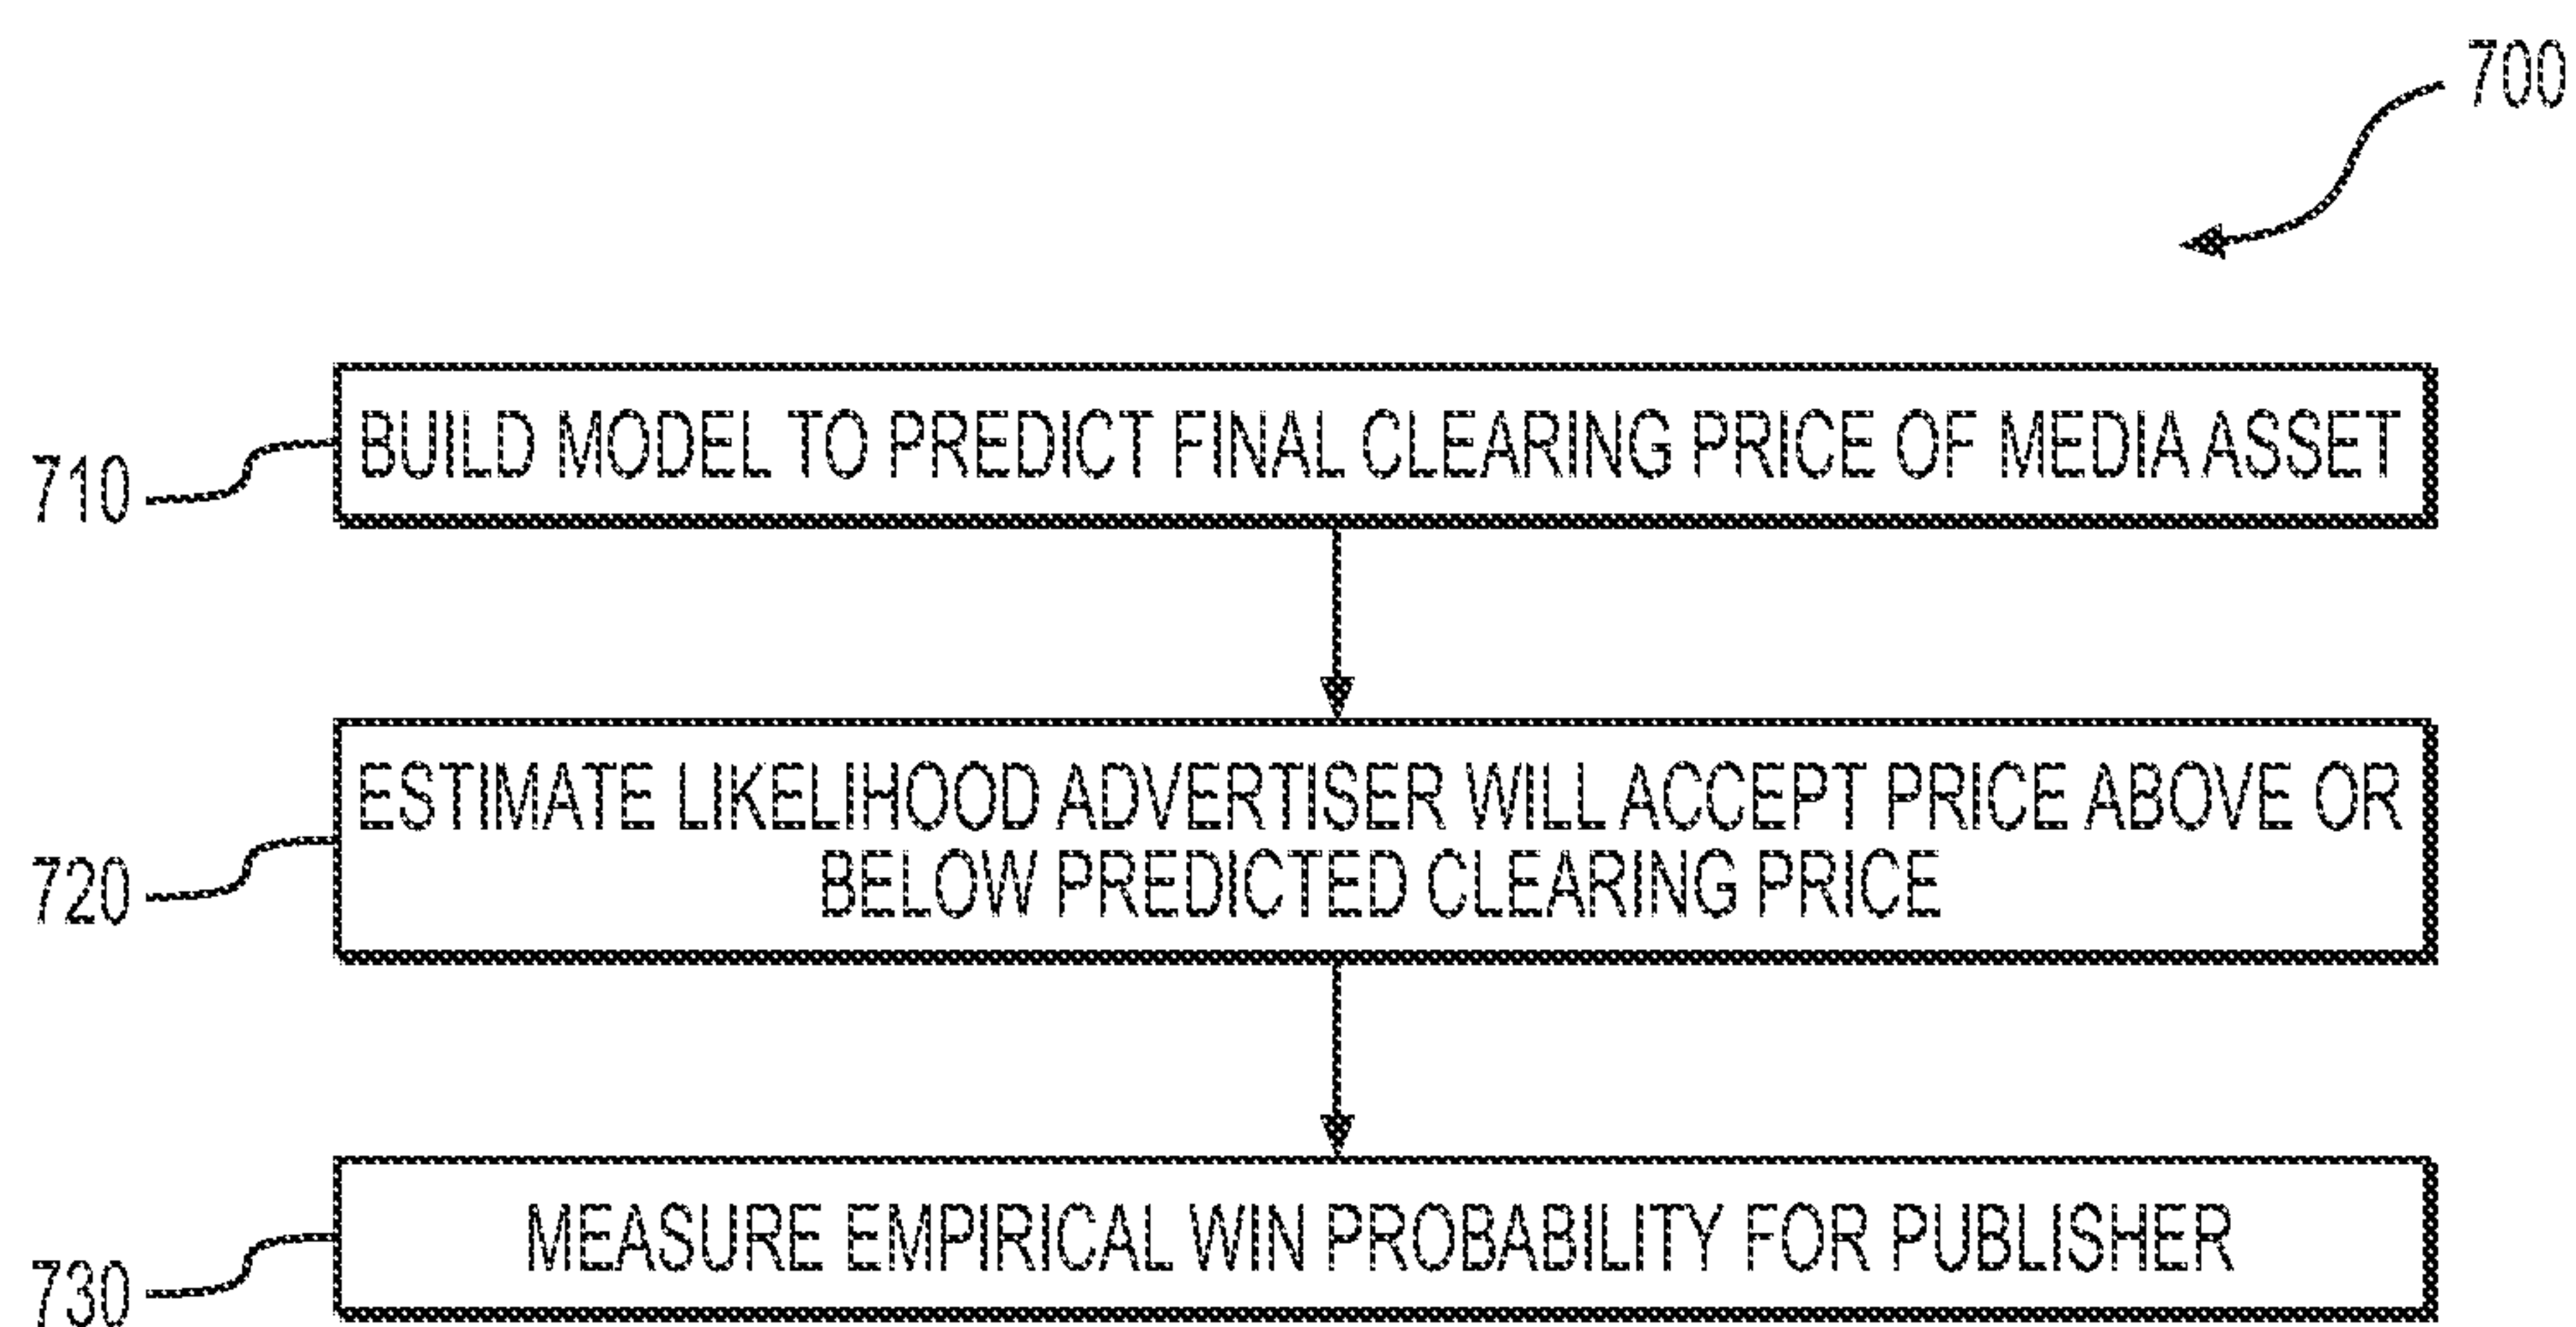 700
710
BUILD MODEL TO PREDICT FINAL CLEARING PRICE OF MEDIA ASSET
720
ESTIMATE LIKELIHOOD ADVERTISER WILL ACCEPT PRICE ABOVE OR
BELOW PREDICTED CLEARING PRICE
730
MEASURE EMPIRICAL WIN PROBABILITY FOR PUBLISHER